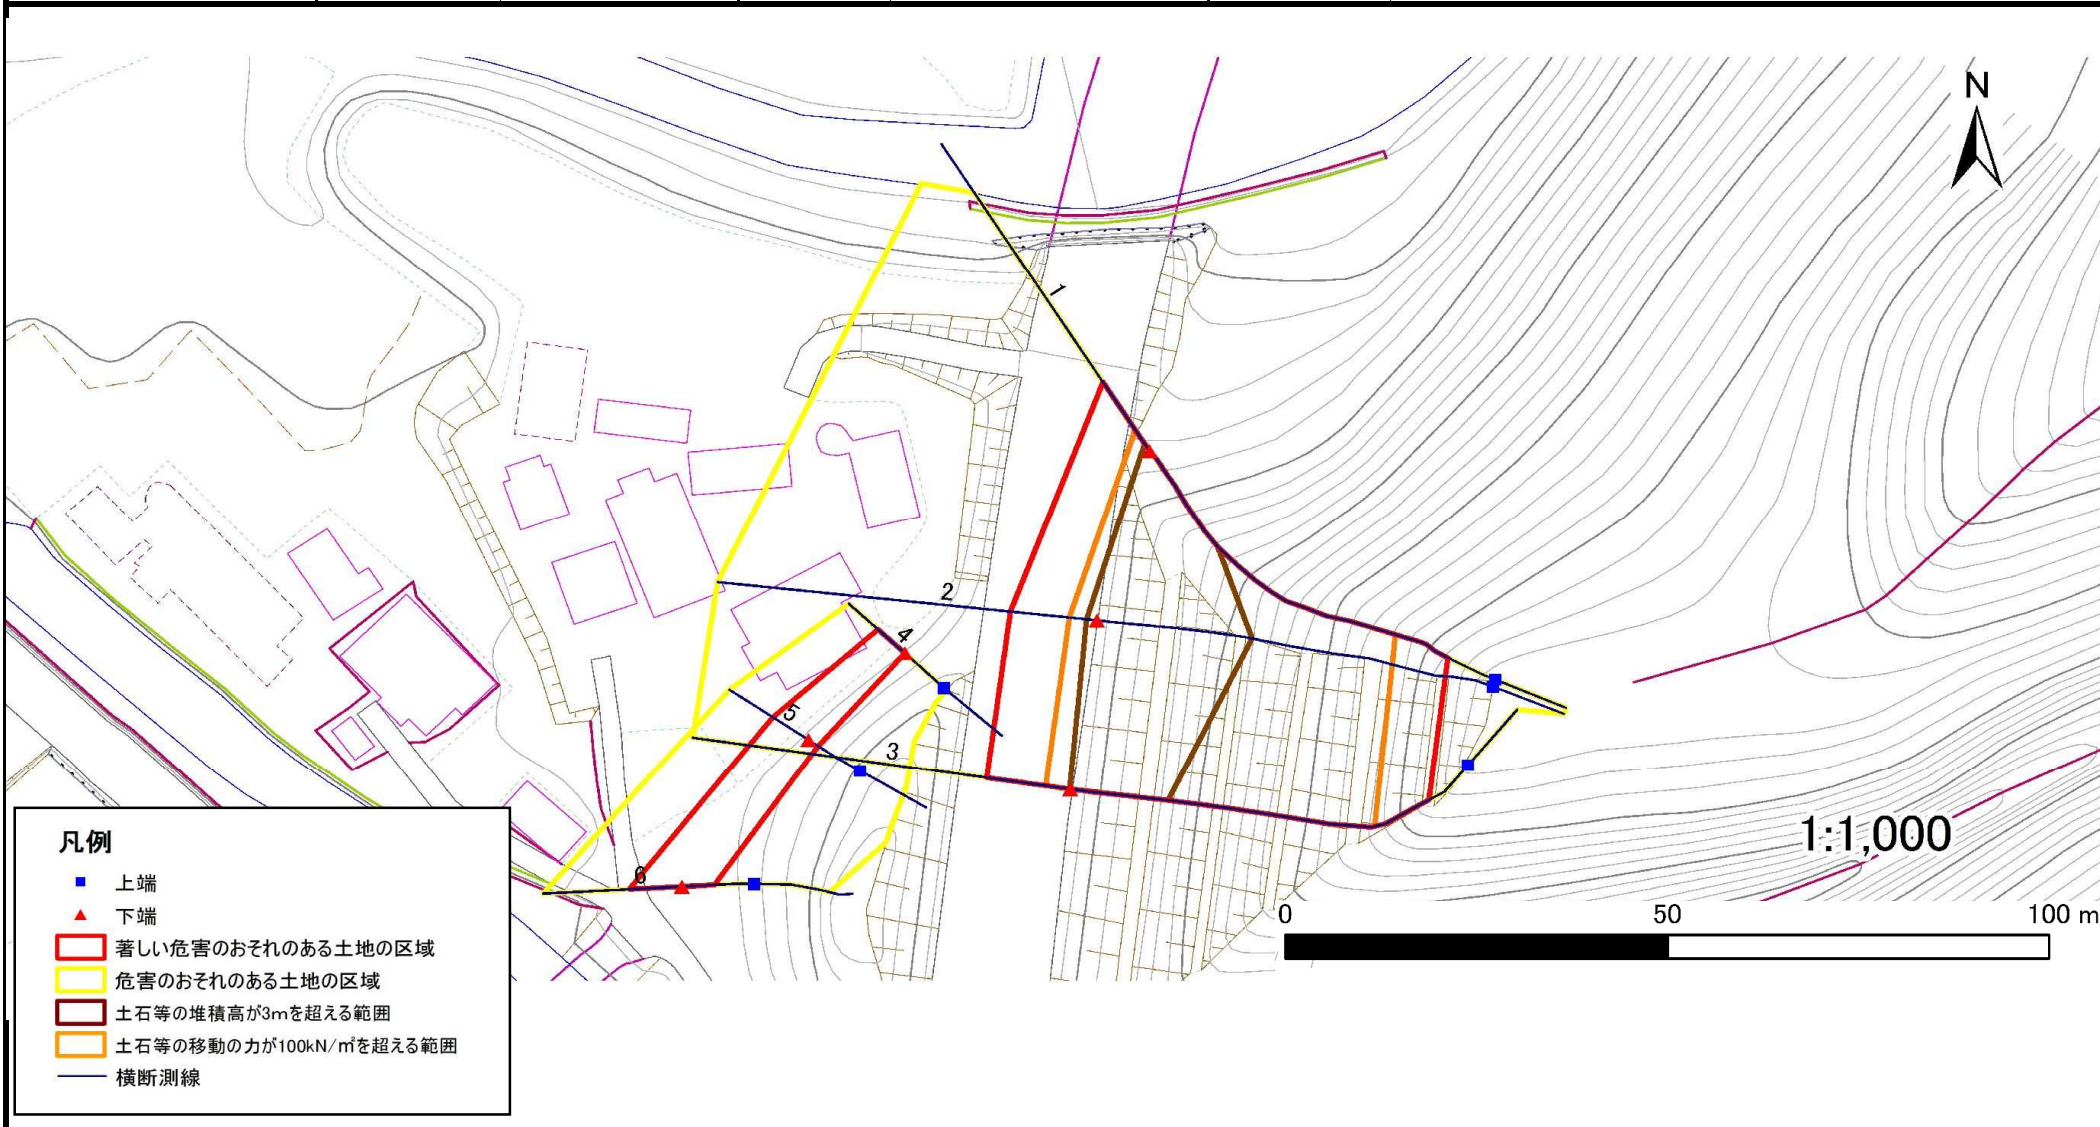 N
1
2
4
5
3
6
1:1,000
0 50 100 m
凡例
上端
下端
著しい危害のおそれのある土地の区域
危害のおそれのある土地の区域
土石等の堆積高が3mを超える範囲
土石等の移動の力が100kN/㎡を超える範囲
横断測線